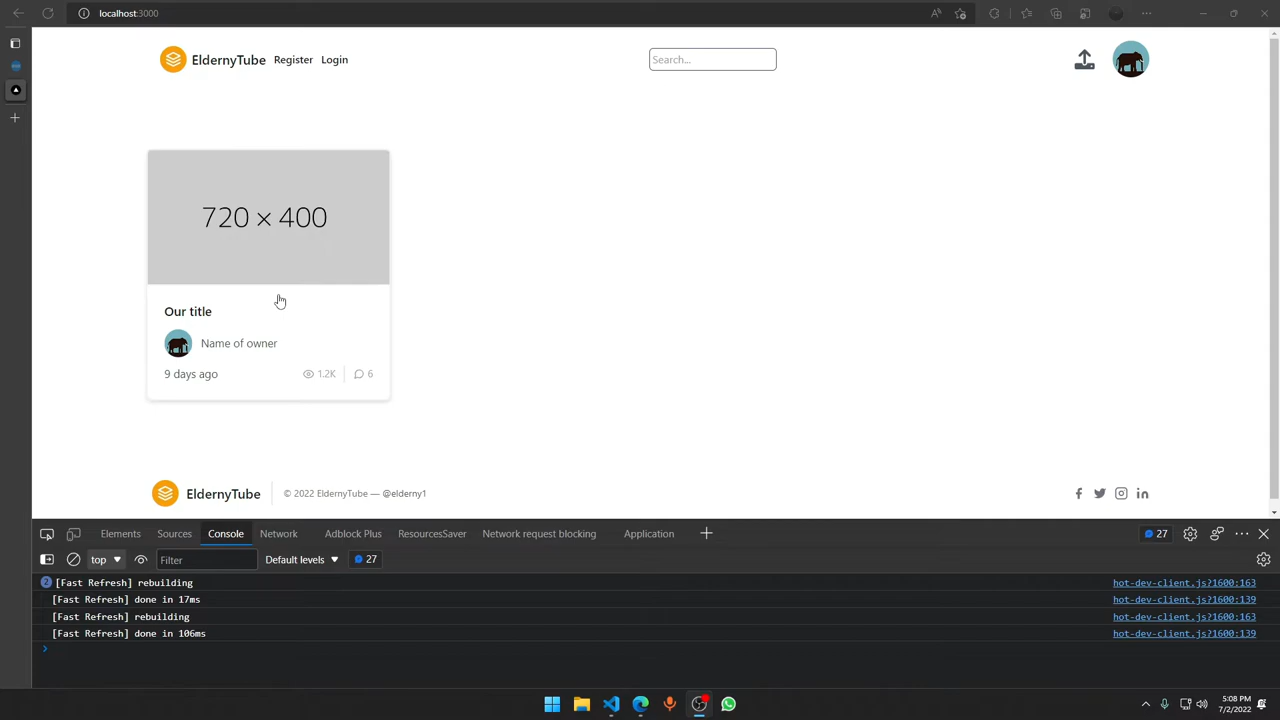 localhost:3000
EldernyTube Register Login
Search...
720 × 400
Our title
Name of owner
9 days ago 1.2K 6
EldernyTube © 2022 EldernyTube — @elderny1
Elements Sources Console Network Adblock Plus ResourcesSaver Network request blocking Application 27
top Filter Default levels 27
2 [Fast Refresh] rebuilding hot-dev-client.js?1600:163
[Fast Refresh] done in 17ms hot-dev-client.js?1600:139
[Fast Refresh] rebuilding hot-dev-client.js?1600:163
[Fast Refresh] done in 106ms hot-dev-client.js?1600:139
5:08 PM
7/2/2022